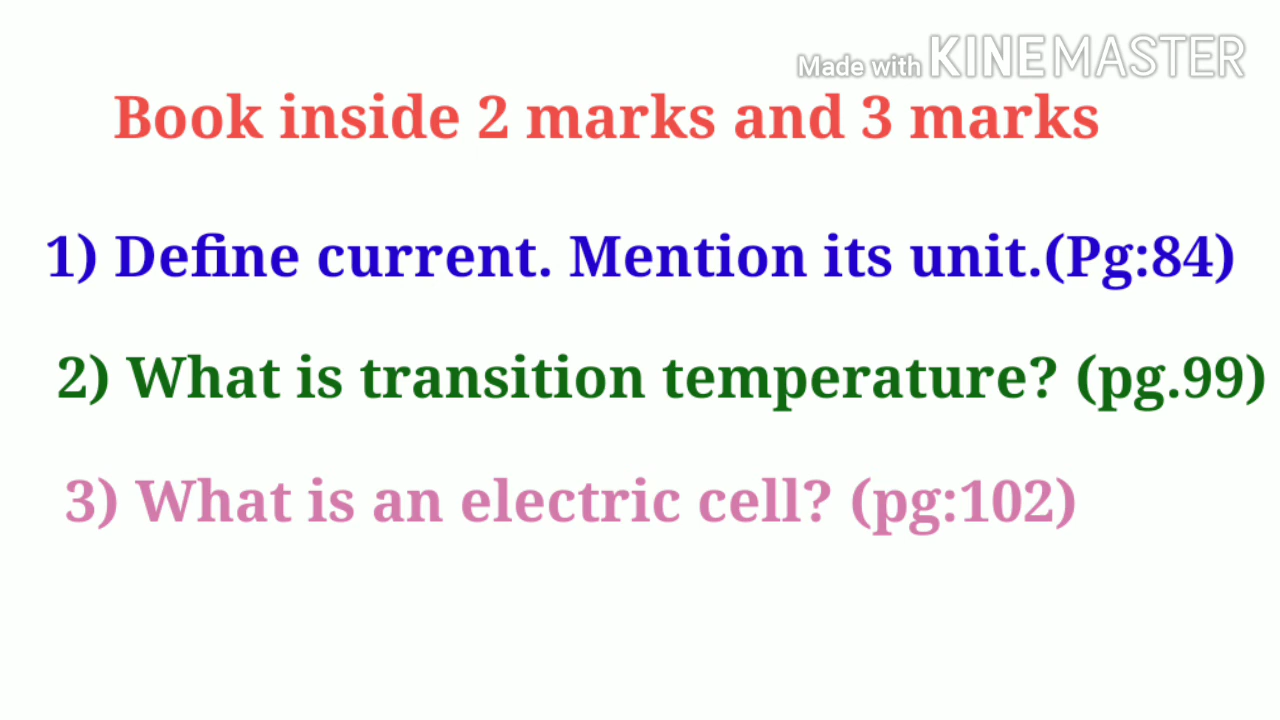 Made with KINEMASTER
Book inside 2 marks and 3 marks
1) Define current. Mention its unit.(Pg:84)
2) What is transition temperature? (pg.99)
3) What is an electric cell? (pg:102)